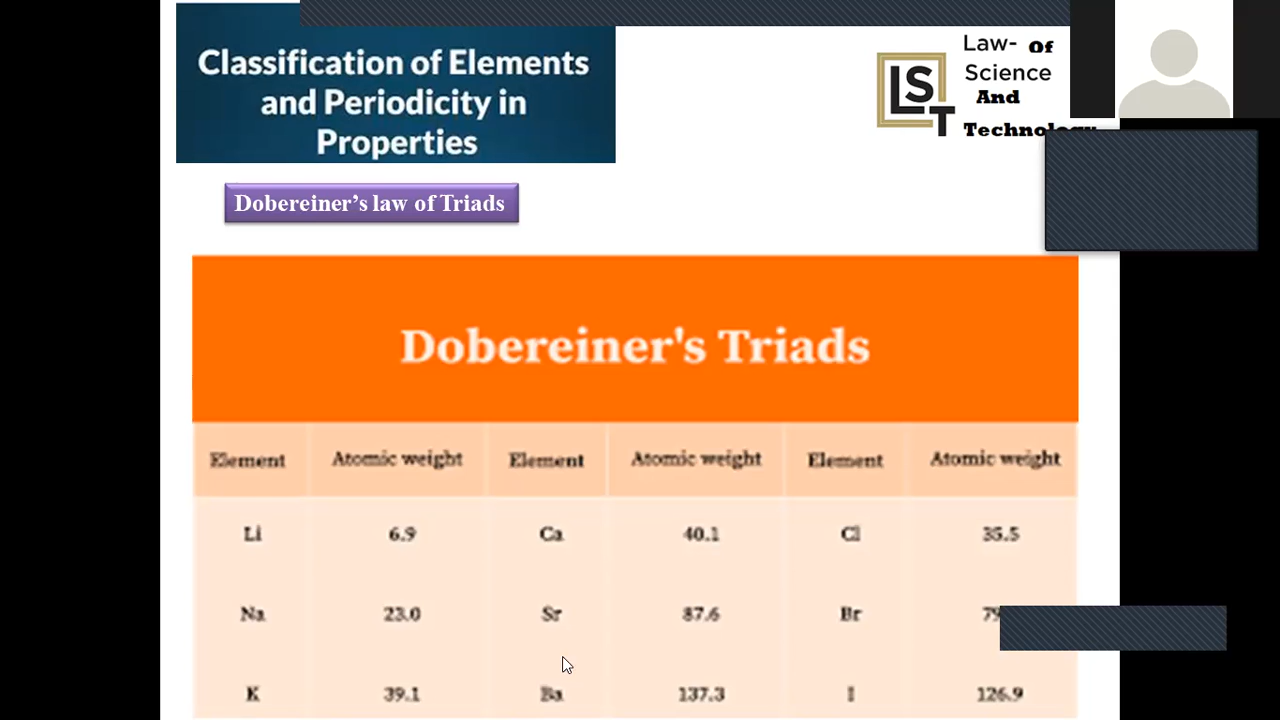 Classification of Elements
and Periodicity in
Properties
Law- Of
Science
And
Technology
LST
Dobereiner's law of Triads
Dobereiner's Triads
Element Atomic weight Element Atomic weight Element Atomic weight
Li 6.9 Ca 40.1 Cl 35.5
Na 23.0 Sr 87.6 Br
K 39.1 Ba 137.3 I 126.9